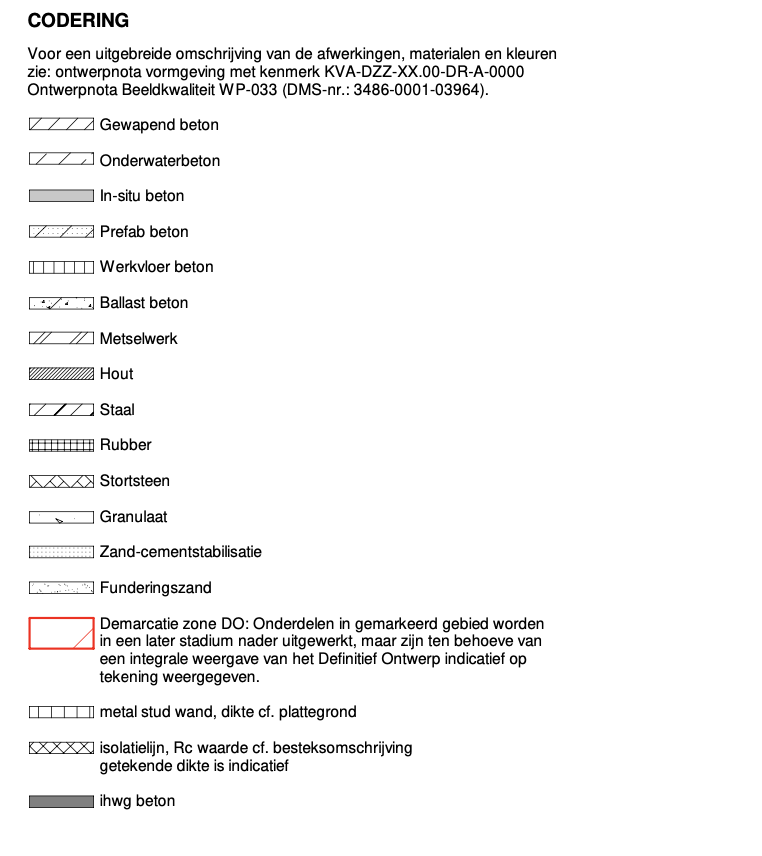 CODERING
Voor een uitgebreide omschrijving van de afwerkingen, materialen en kleuren
zie: ontwerpnota vormgeving met kenmerk KVA-DZZ-XX.00-DR-A-0000
Ontwerpnota Beeldkwaliteit WP-033 (DMS-nr.: 3486-0001-03964).
Gewapend beton
Onderwaterbeton
In-situ beton
Prefab beton
Werkvloer beton
Ballast beton
Metselwerk
Hout
Staal
Rubber
Stortsteen
Granulaat
Zand-cementstabilisatie
Funderingszand
Demarcatie zone DO: Onderdelen in gemarkeerd gebied worden
in een later stadium nader uitgewerkt, maar zijn ten behoeve van
een integrale weergave van het Definitief Ontwerp indicatief op
tekening weergegeven.
metal stud wand, dikte cf. plattegrond
isolatielijn, Rc waarde cf. besteksomschrijving
getekende dikte is indicatief
ihwg beton